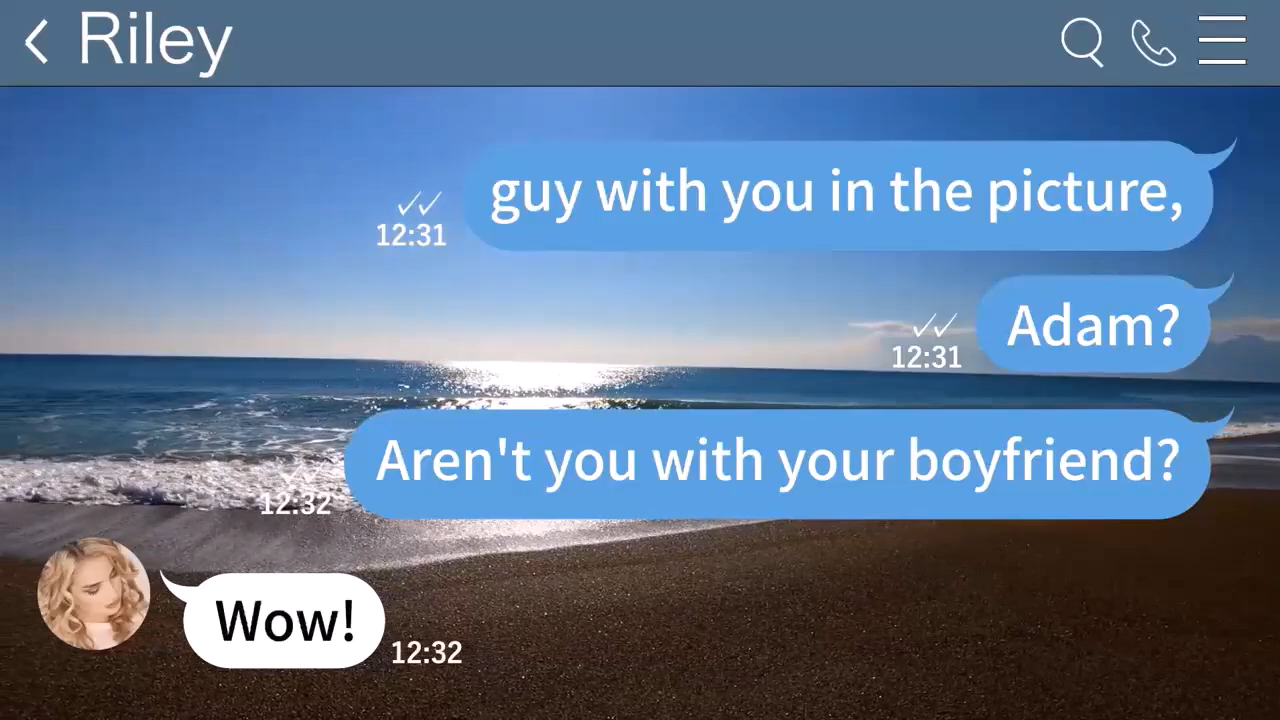 Riley
guy with you in the picture,
12:31
Adam?
12:31
Aren't you with your boyfriend?
12:32
Wow!
12:32